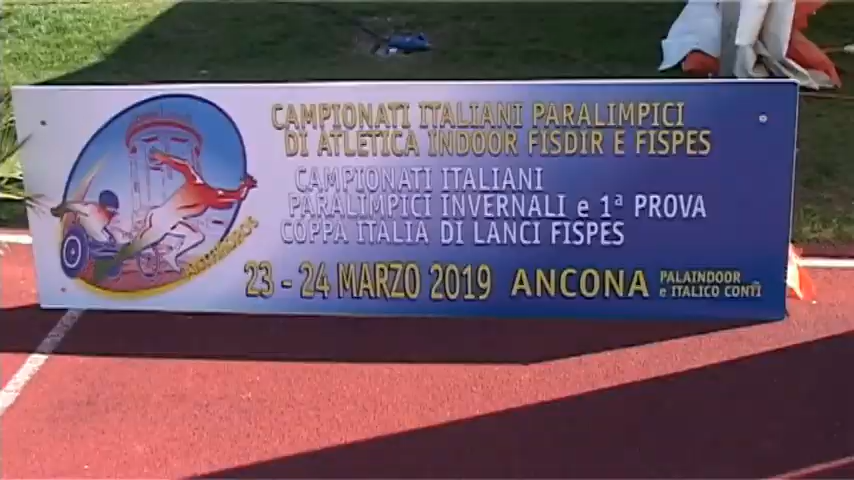 CAMPIONATI ITALIANI PARALIMPICI
DI ATLETICA INDOOR FISDIR E FISPES
CAMPIONATI ITALIANI
PARALIMPICI INVERNALI e 1ª PROVA
COPPA ITALIA DI LANCI FISPES
23 - 24 MARZO 2019 ANCONA PALAINDOOR
e ITALICO CONTI